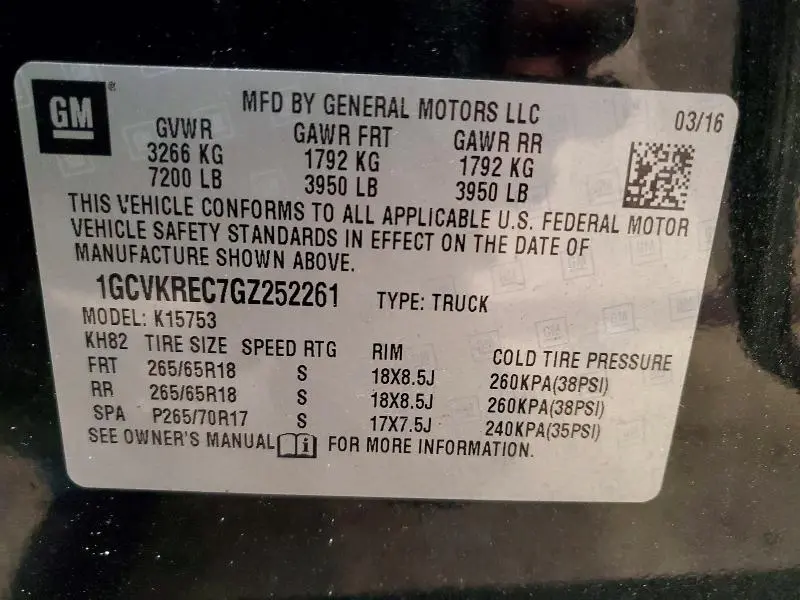 GM
MFD BY GENERAL MOTORS LLC
03/16
GVWR GAWR FRT GAWR RR
3266 KG 1792 KG 1792 KG
7200 LB 3950 LB 3950 LB
THIS VEHICLE CONFORMS TO ALL APPLICABLE U.S. FEDERAL MOTOR
VEHICLE SAFETY STANDARDS IN EFFECT ON THE DATE OF
MANUFACTURE SHOWN ABOVE.
1GCVKREC7GZ252261 TYPE: TRUCK
MODEL: K15753
KH82 TIRE SIZE SPEED RTG RIM COLD TIRE PRESSURE
FRT 265/65R18 S 18X8.5J 260KPA(38PSI)
RR 265/65R18 S 18X8.5J 260KPA(38PSI)
SPA P265/70R17 S 17X7.5J 240KPA(35PSI)
SEE OWNER'S MANUAL i FOR MORE INFORMATION.